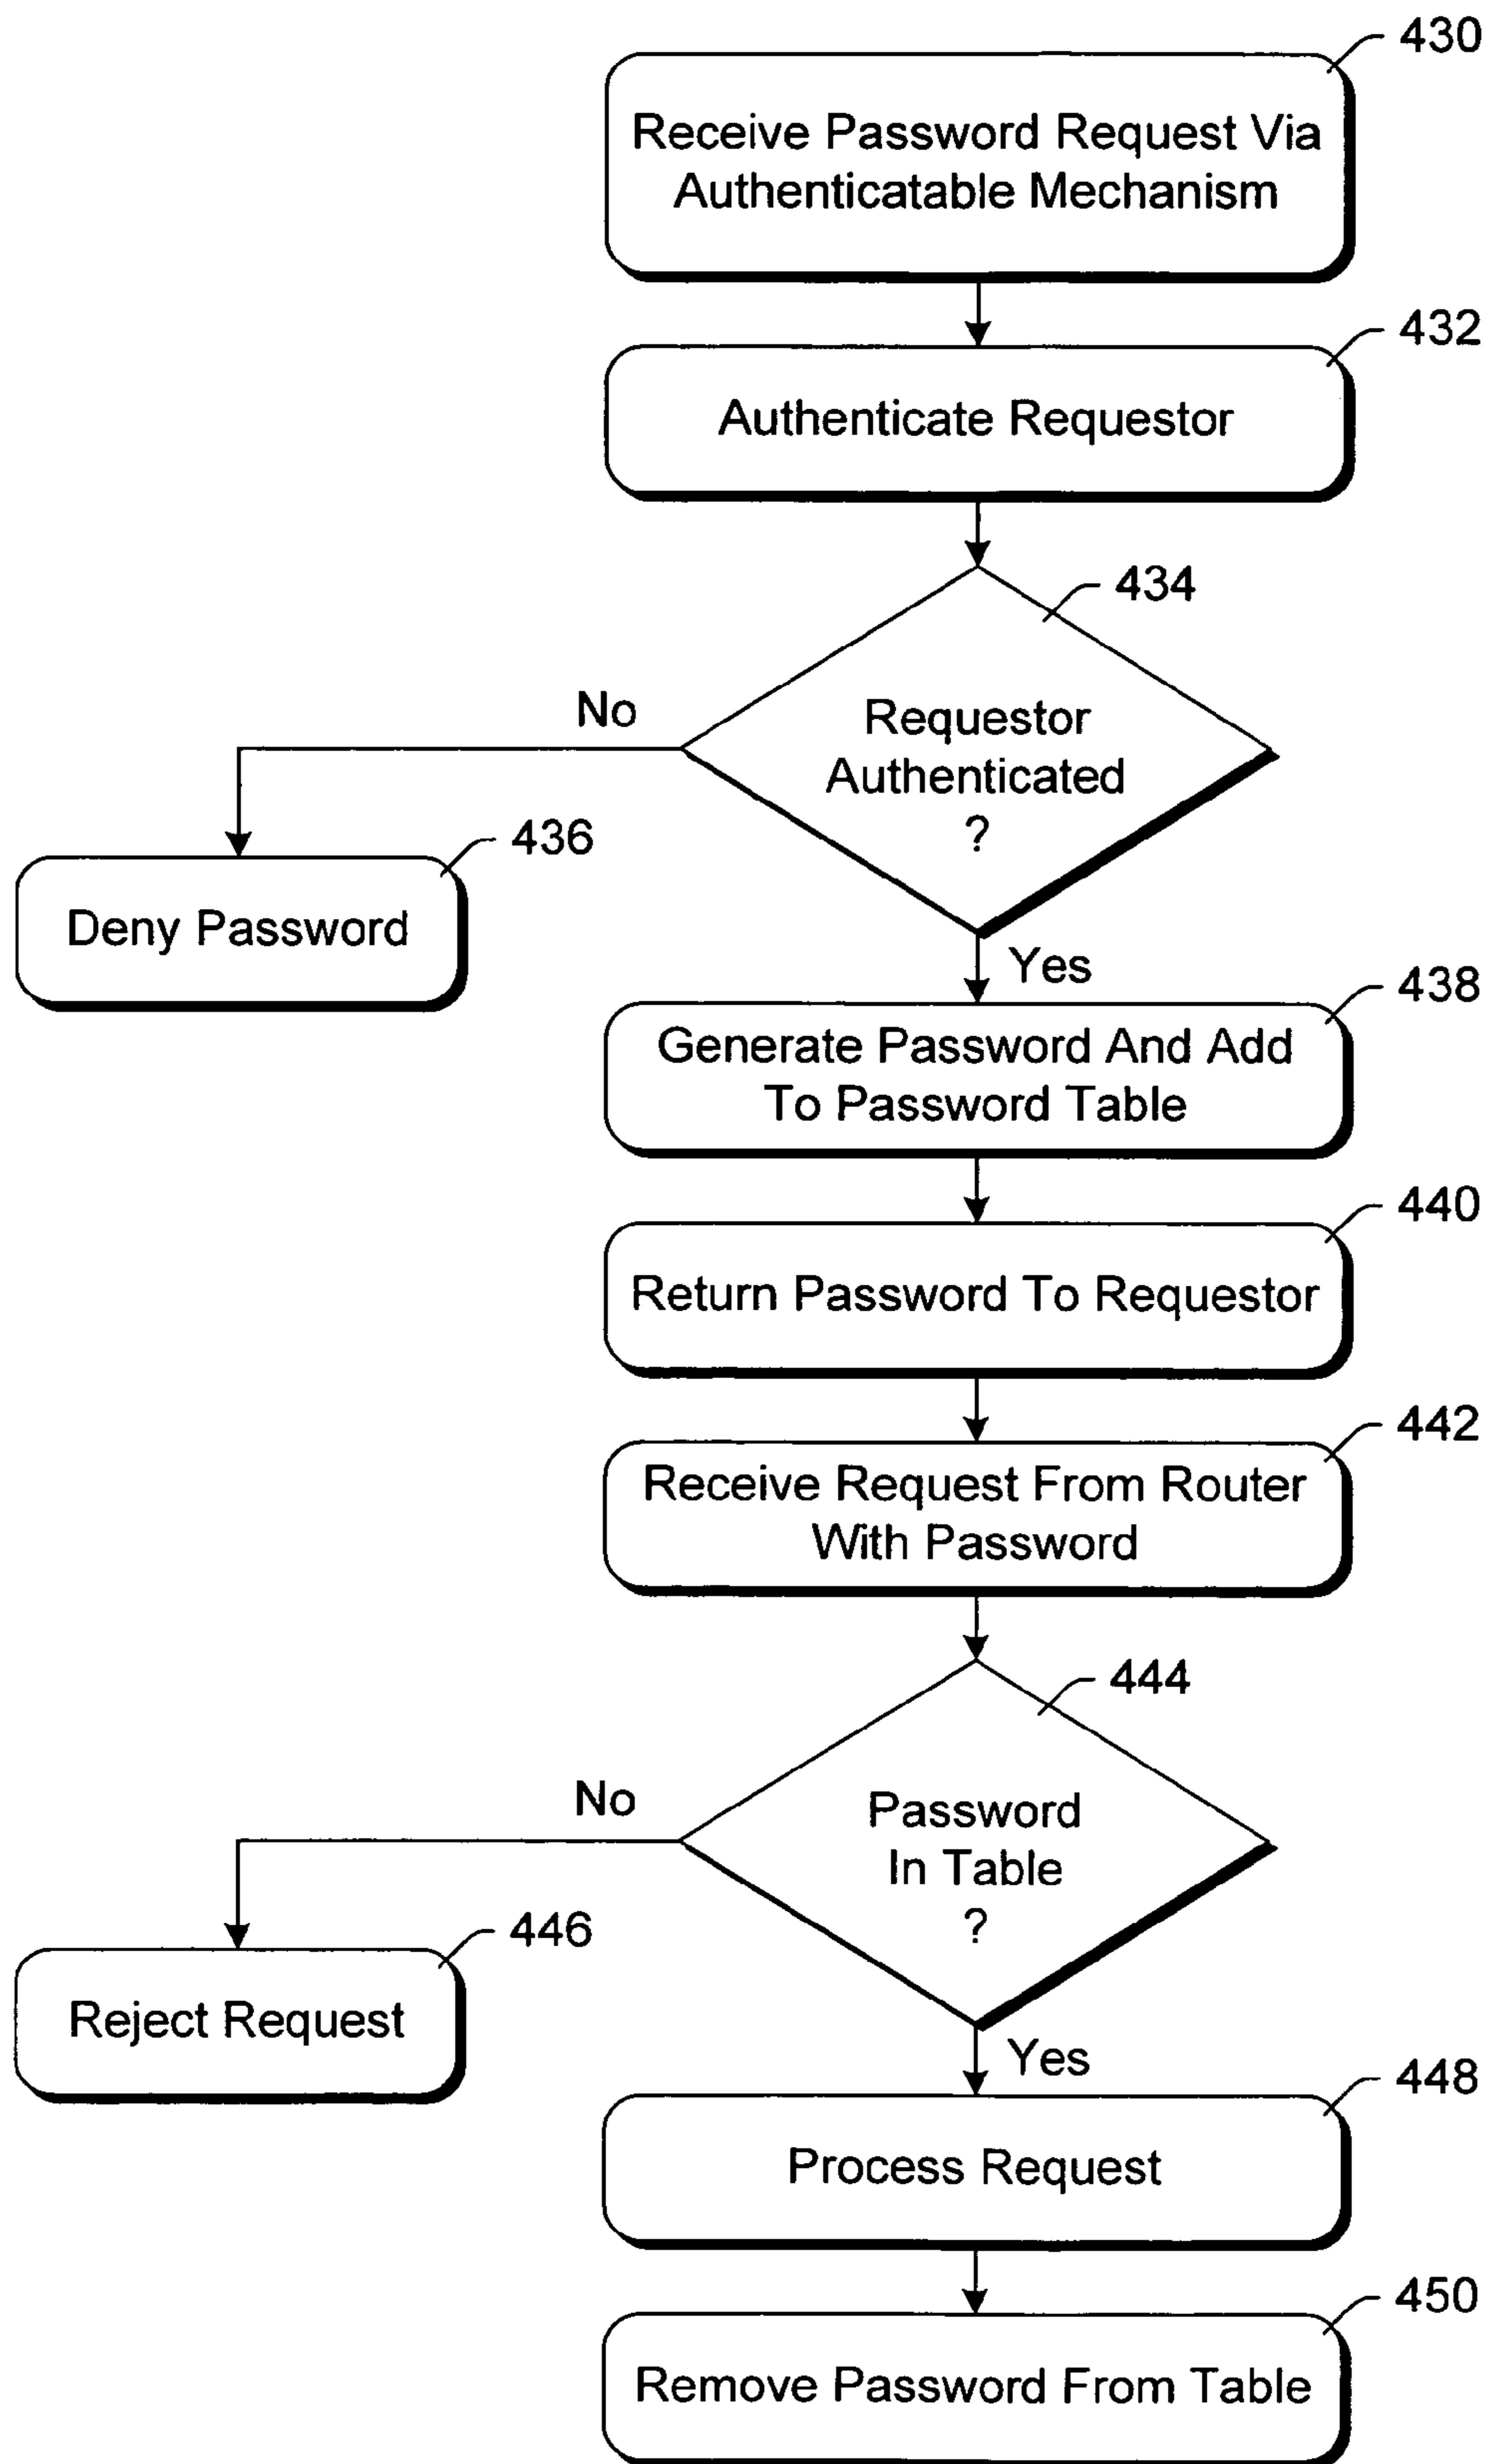 430
Receive Password Request Via
Authenticatable Mechanism
432
Authenticate Requestor
434
No
Requestor
Authenticated
?
436
Deny Password
Yes
438
Generate Password And Add
To Password Table
440
Return Password To Requestor
442
Receive Request From Router
With Password
444
No
Password
In Table
?
446
Reject Request
Yes
448
Process Request
450
Remove Password From Table